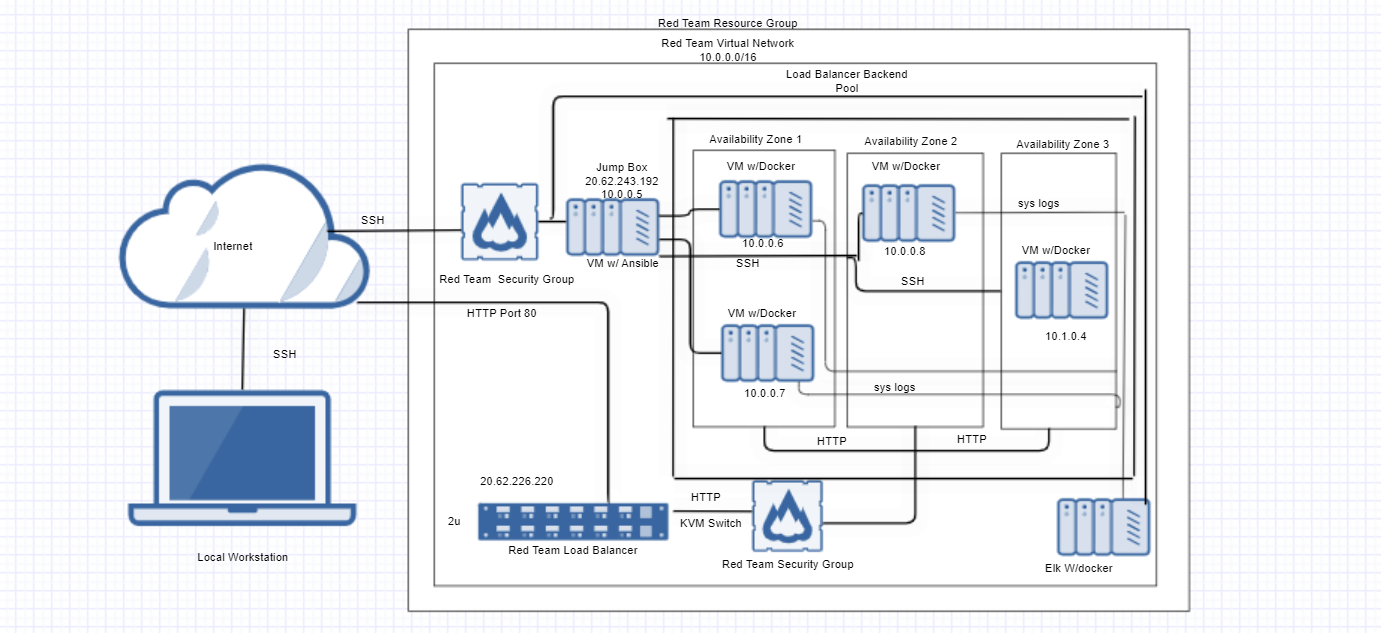 Red Team Resource Group
Red Team Virtual Network
10.0.0.0/16
Load Balancer Backend
Pool
Availability Zone 1
Availability Zone 2
Availability Zone 3
Jump Box
20.62.243.192
10.0.0.5
VM w/ Ansible
VM w/Docker
10.0.0.6
VM w/Docker
10.0.0.8
sys logs
VM w/Docker
10.1.0.4
SSH
Internet
Red Team  Security Group
SSH
SSH
HTTP Port 80
VM w/Docker
10.0.0.7
sys logs
SSH
HTTP
HTTP
20.62.226.220
2u
Red Team Load Balancer
HTTP
KVM Switch
Red Team Security Group
Elk W/docker
Local Workstation